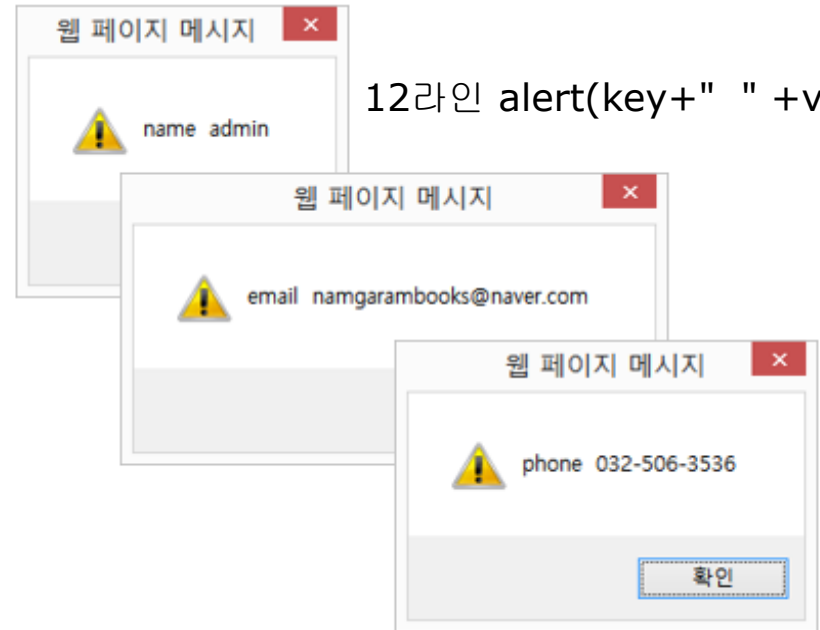 웹 페이지 메시지
12라인 alert(key+" " +v
name admin
웹 페이지 메시지
email namgarambooks@naver.com
웹 페이지 메시지
phone 032-506-3536
확인